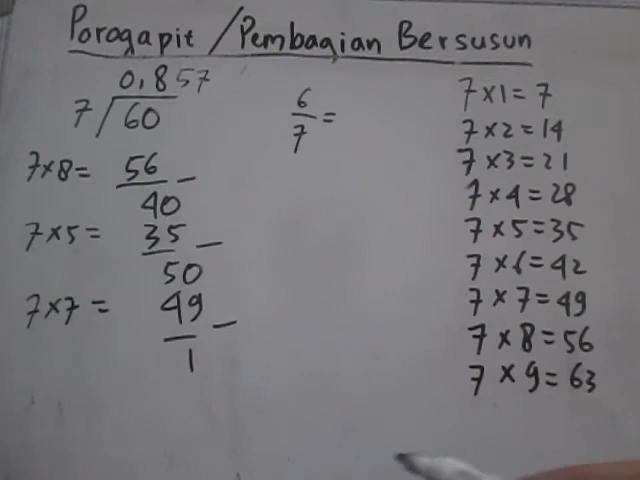 Porogapit / Pembagian Bersusun
0,857
7 / 60
7x8= 56 –
40
7x5= 35 –
50
7x7= 49 –
1
6/7 =
7x1=7
7x2=14
7x3=21
7x4=28
7x5=35
7x6=42
7x7=49
7x8=56
7x9=63